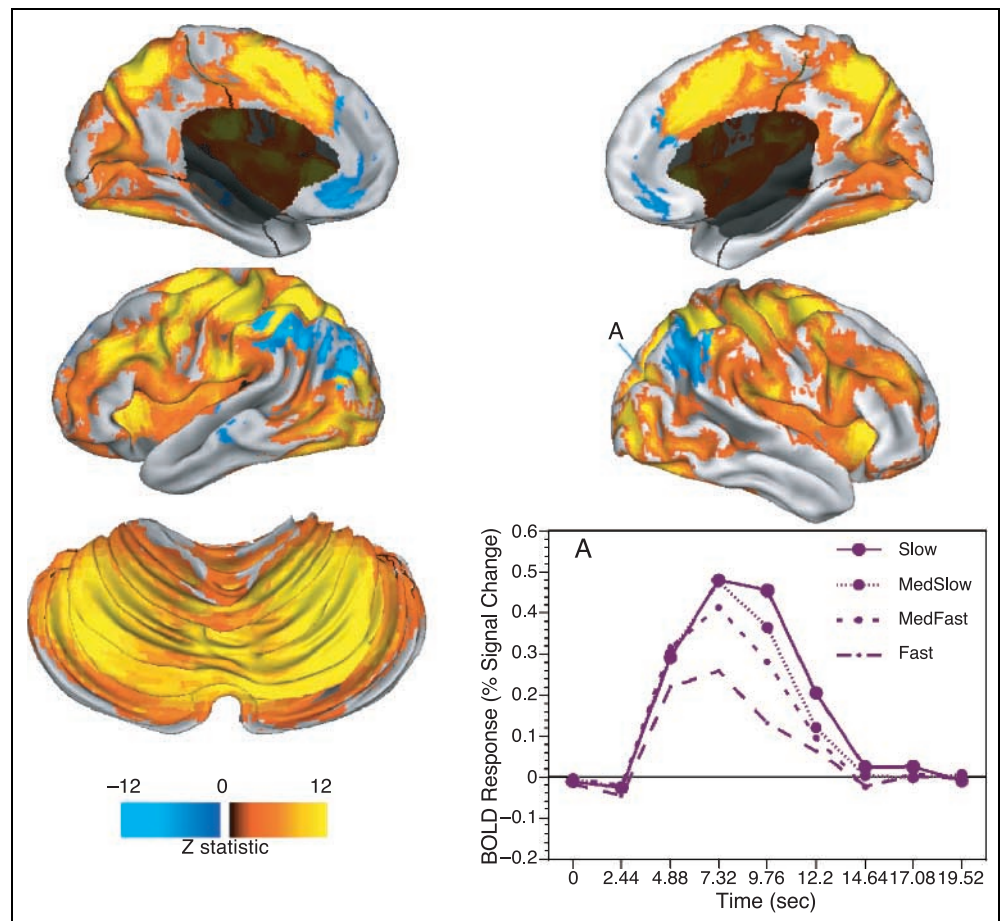 A
A
Slow
MedSlow
MedFast
Fast
BOLD Response (% Signal Change)
0.6
0.5
0.4
0.3
0.2
0.1
0
−0.1
−0.2
0 2.44 4.88 7.32 9.76 12.2 14.64 17.08 19.52
Time (sec)
−12 0 12
Z statistic